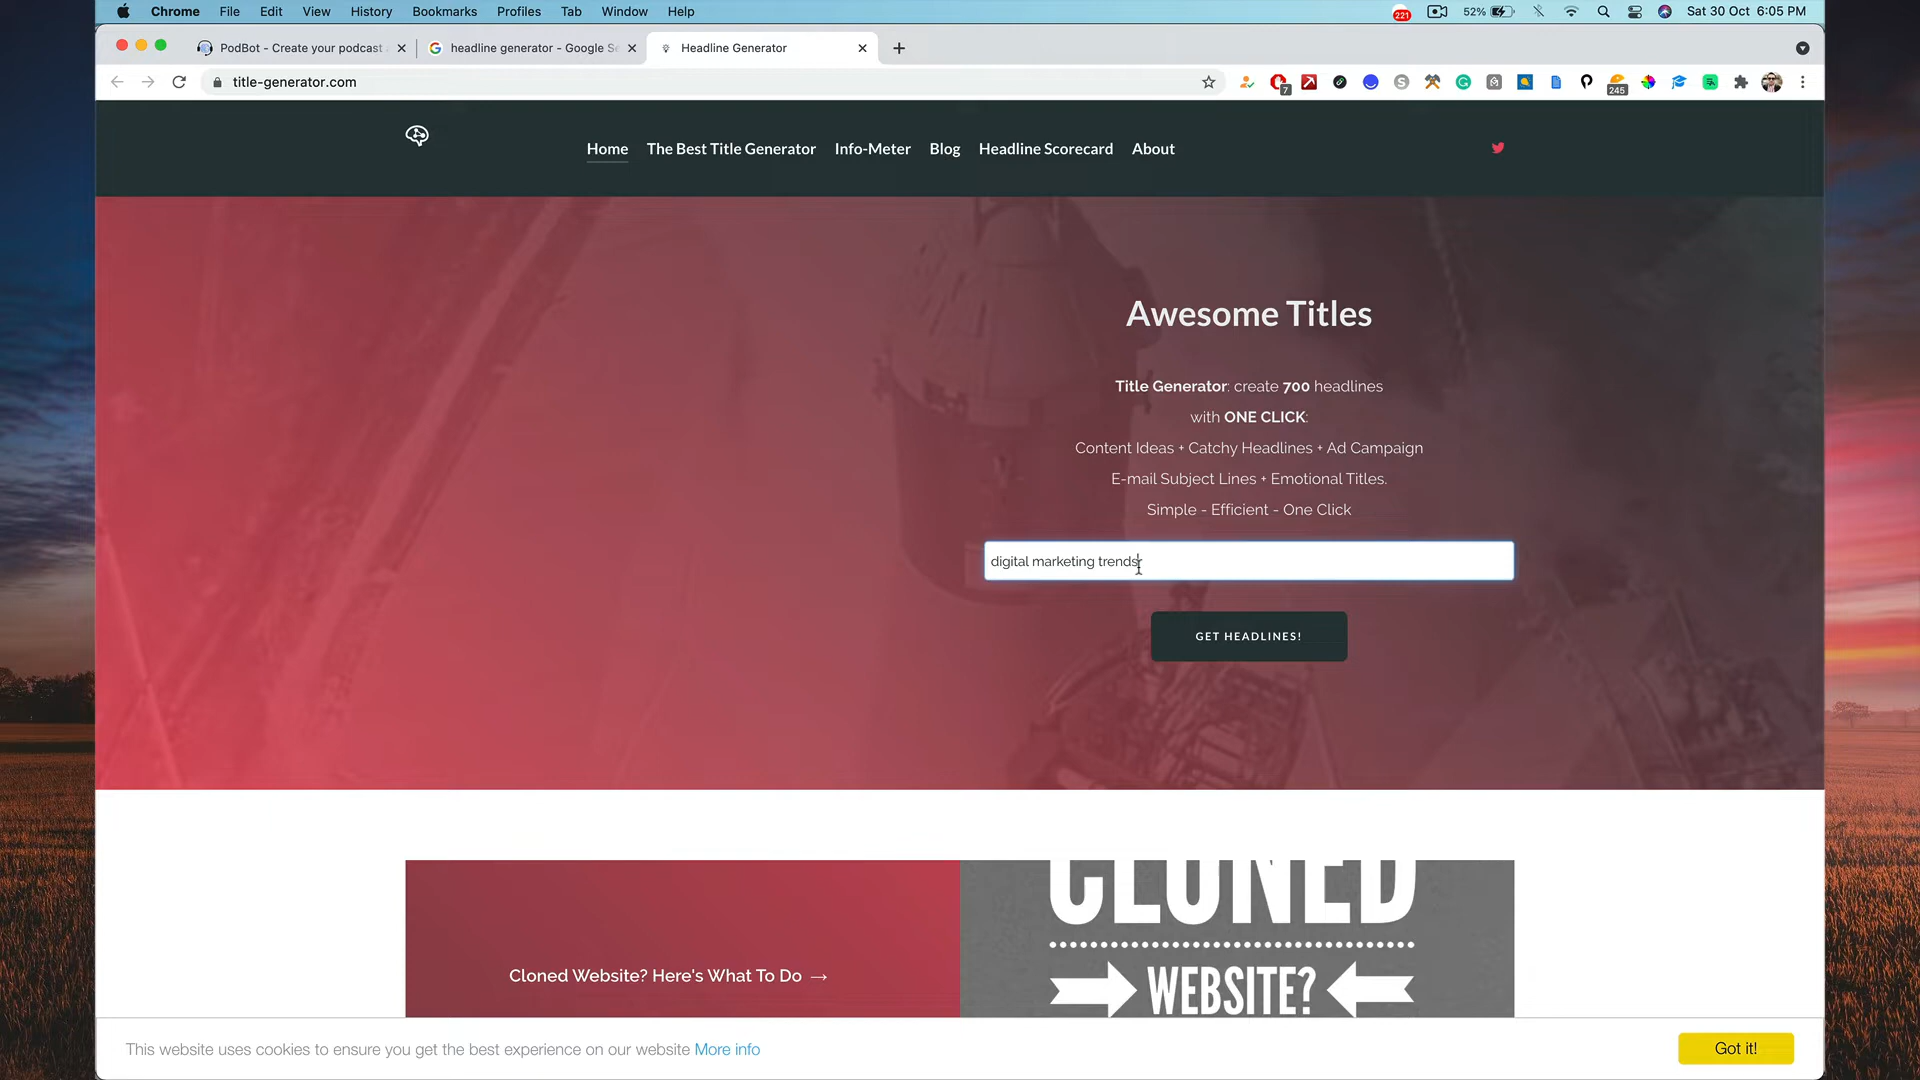 Chrome File Edit View History Bookmarks Profiles Tab Window Help
221 52% Sat 30 Oct 6:05 PM
PodBot - Create your podcast headline generator - Google Se Headline Generator
title-generator.com
7 245
Home The Best Title Generator Info-Meter Blog Headline Scorecard About
Awesome Titles
Title Generator: create 700 headlines
with ONE CLICK:
Content Ideas + Catchy Headlines + Ad Campaign
E-mail Subject Lines + Emotional Titles.
Simple - Efficient - One Click
digital marketing trends
GET HEADLINES!
CLONED
WEBSITE?
Cloned Website? Here's What To Do →
This website uses cookies to ensure you get the best experience on our website More info
Got it!